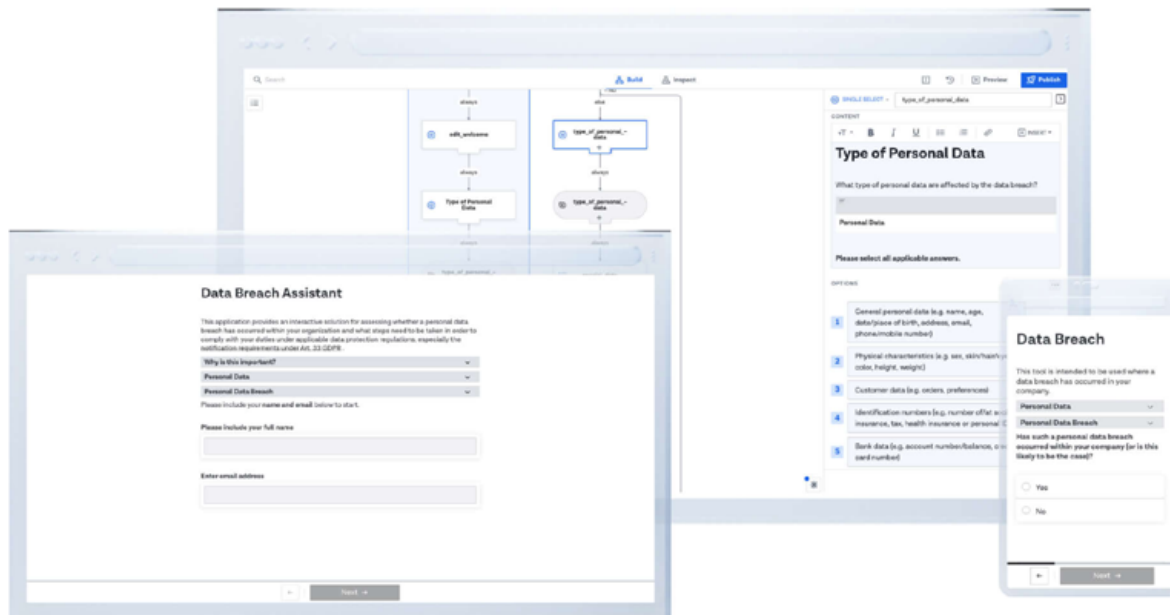 Search
Build
Inspect
Preview
Publish
always
else
edit_welcome
type_of_personal_-
data
always
always
Type of Personal
Data
type_of_personal_-
data
always
always
SINGLE SELECT
type_of_personal_data
CONTENT
B I U
INSERT
Type of Personal Data
What type of personal data are affected by the data breach?
Personal Data
Please select all applicable answers.
OPTIONS
1 General personal data (e.g. name, age,
date/place of birth, address, email,
phone/mobile number)
2 Physical characteristics (e.g. sex, skin/hair/
color, height, weight)
3 Customer data (e.g. orders, preferences)
4 Identification numbers (e.g. number of/at
insurance, tax, health insurance or personal
5 Bank data (e.g. account number/balance,
card number)
Data Breach Assistant
This application provides an interactive solution for assessing whether a personal data
breach has occurred within your organization and what steps need to be taken in order to
comply with your duties under applicable data protection regulations, especially the
notification requirements under Art. 33 GDPR.
Why is this important?
Personal Data
Personal Data Breach
Please include your name and email below to start.
Please include your full name
Enter email address
Next →
Data Breach
This tool is intended to be used where a
data breach has occurred in your
company.
Personal Data
Personal Data Breach
Has such a personal data breach
occurred within your company (or is this
likely to be the case)?
Yes
No
Next →